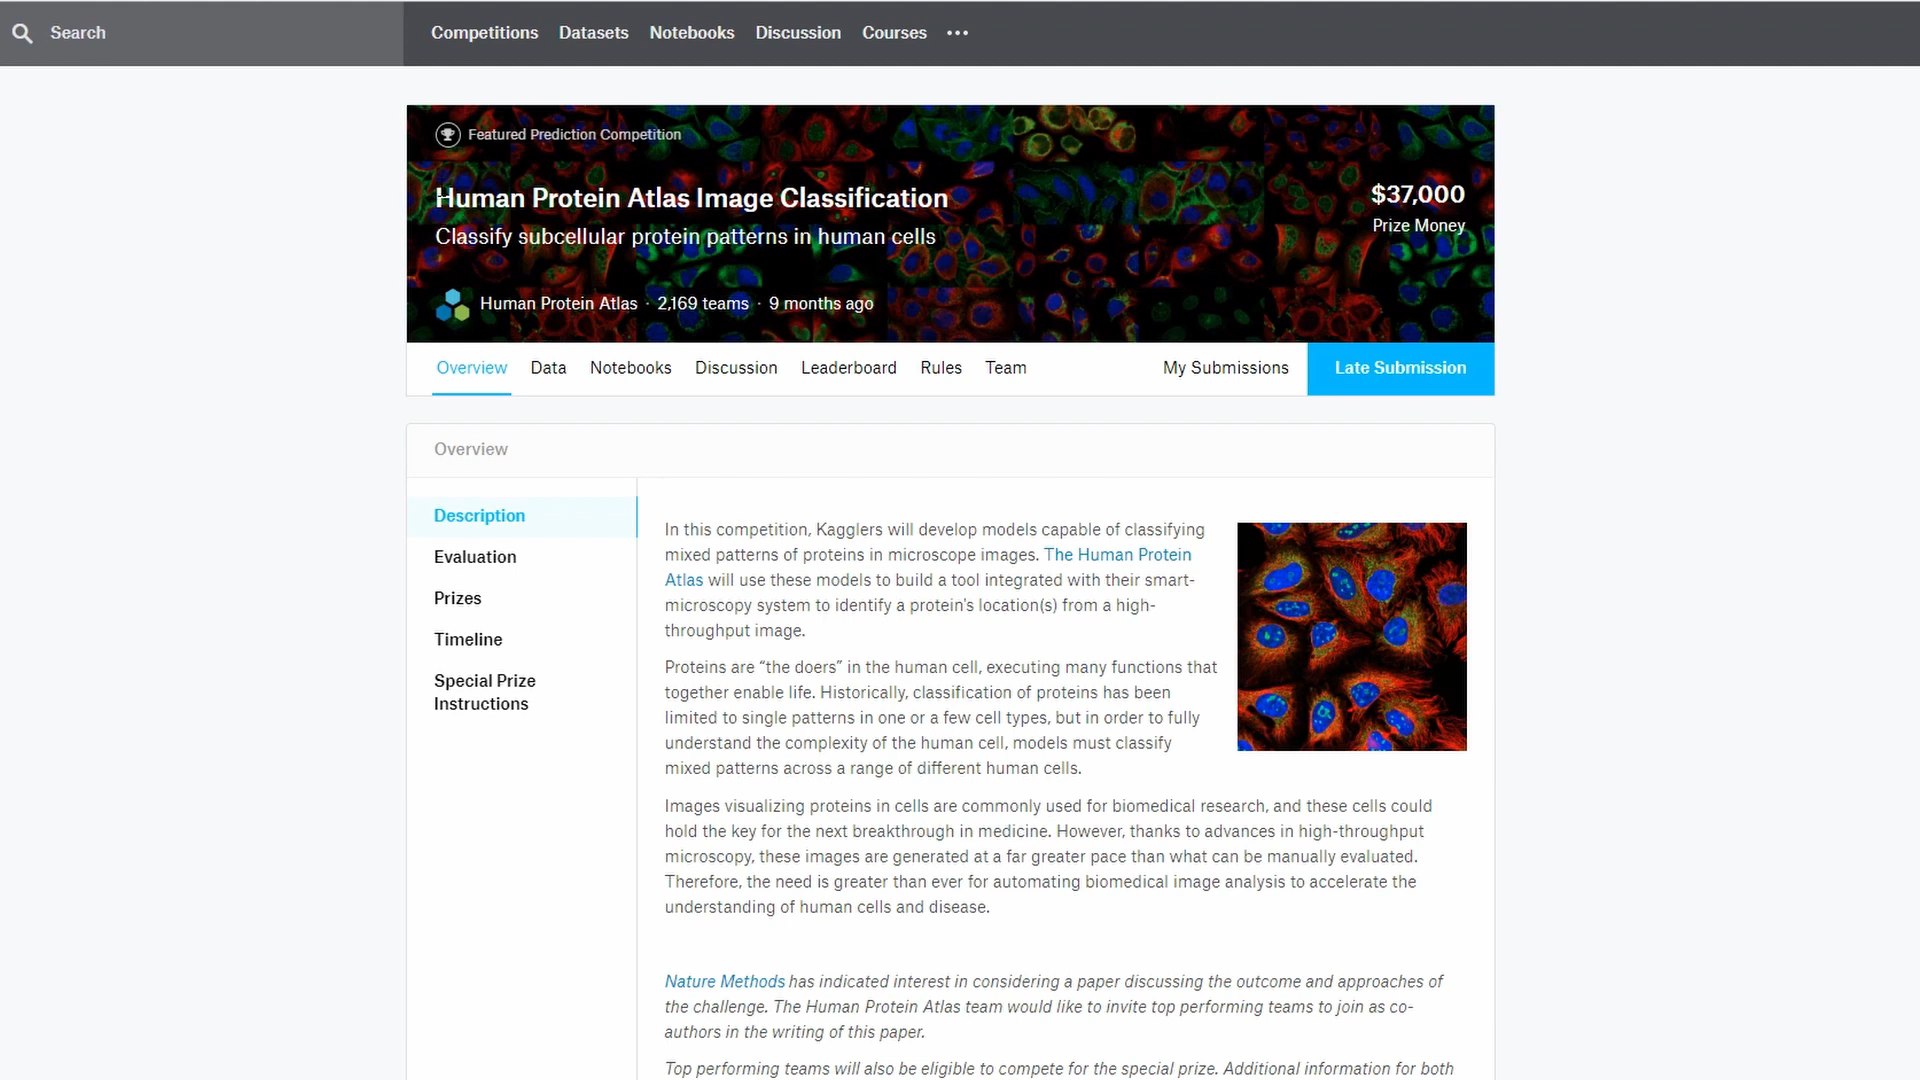 Search
Competitions Datasets Notebooks Discussion Courses
Featured Prediction Competition
Human Protein Atlas Image Classification
Classify subcellular protein patterns in human cells
$37,000
Prize Money
Human Protein Atlas · 2,169 teams · 9 months ago
Overview Data Notebooks Discussion Leaderboard Rules Team My Submissions Late Submission
Overview
Description
Evaluation
Prizes
Timeline
Special Prize
Instructions
In this competition, Kagglers will develop models capable of classifying
mixed patterns of proteins in microscope images. The Human Protein
Atlas will use these models to build a tool integrated with their smart-
microscopy system to identify a protein's location(s) from a high-
throughput image.
Proteins are “the doers” in the human cell, executing many functions that
together enable life. Historically, classification of proteins has been
limited to single patterns in one or a few cell types, but in order to fully
understand the complexity of the human cell, models must classify
mixed patterns across a range of different human cells.
Images visualizing proteins in cells are commonly used for biomedical research, and these cells could
hold the key for the next breakthrough in medicine. However, thanks to advances in high-throughput
microscopy, these images are generated at a far greater pace than what can be manually evaluated.
Therefore, the need is greater than ever for automating biomedical image analysis to accelerate the
understanding of human cells and disease.
Nature Methods has indicated interest in considering a paper discussing the outcome and approaches of
the challenge. The Human Protein Atlas team would like to invite top performing teams to join as co-
authors in the writing of this paper.
Top performing teams will also be eligible to compete for the special prize. Additional information for both